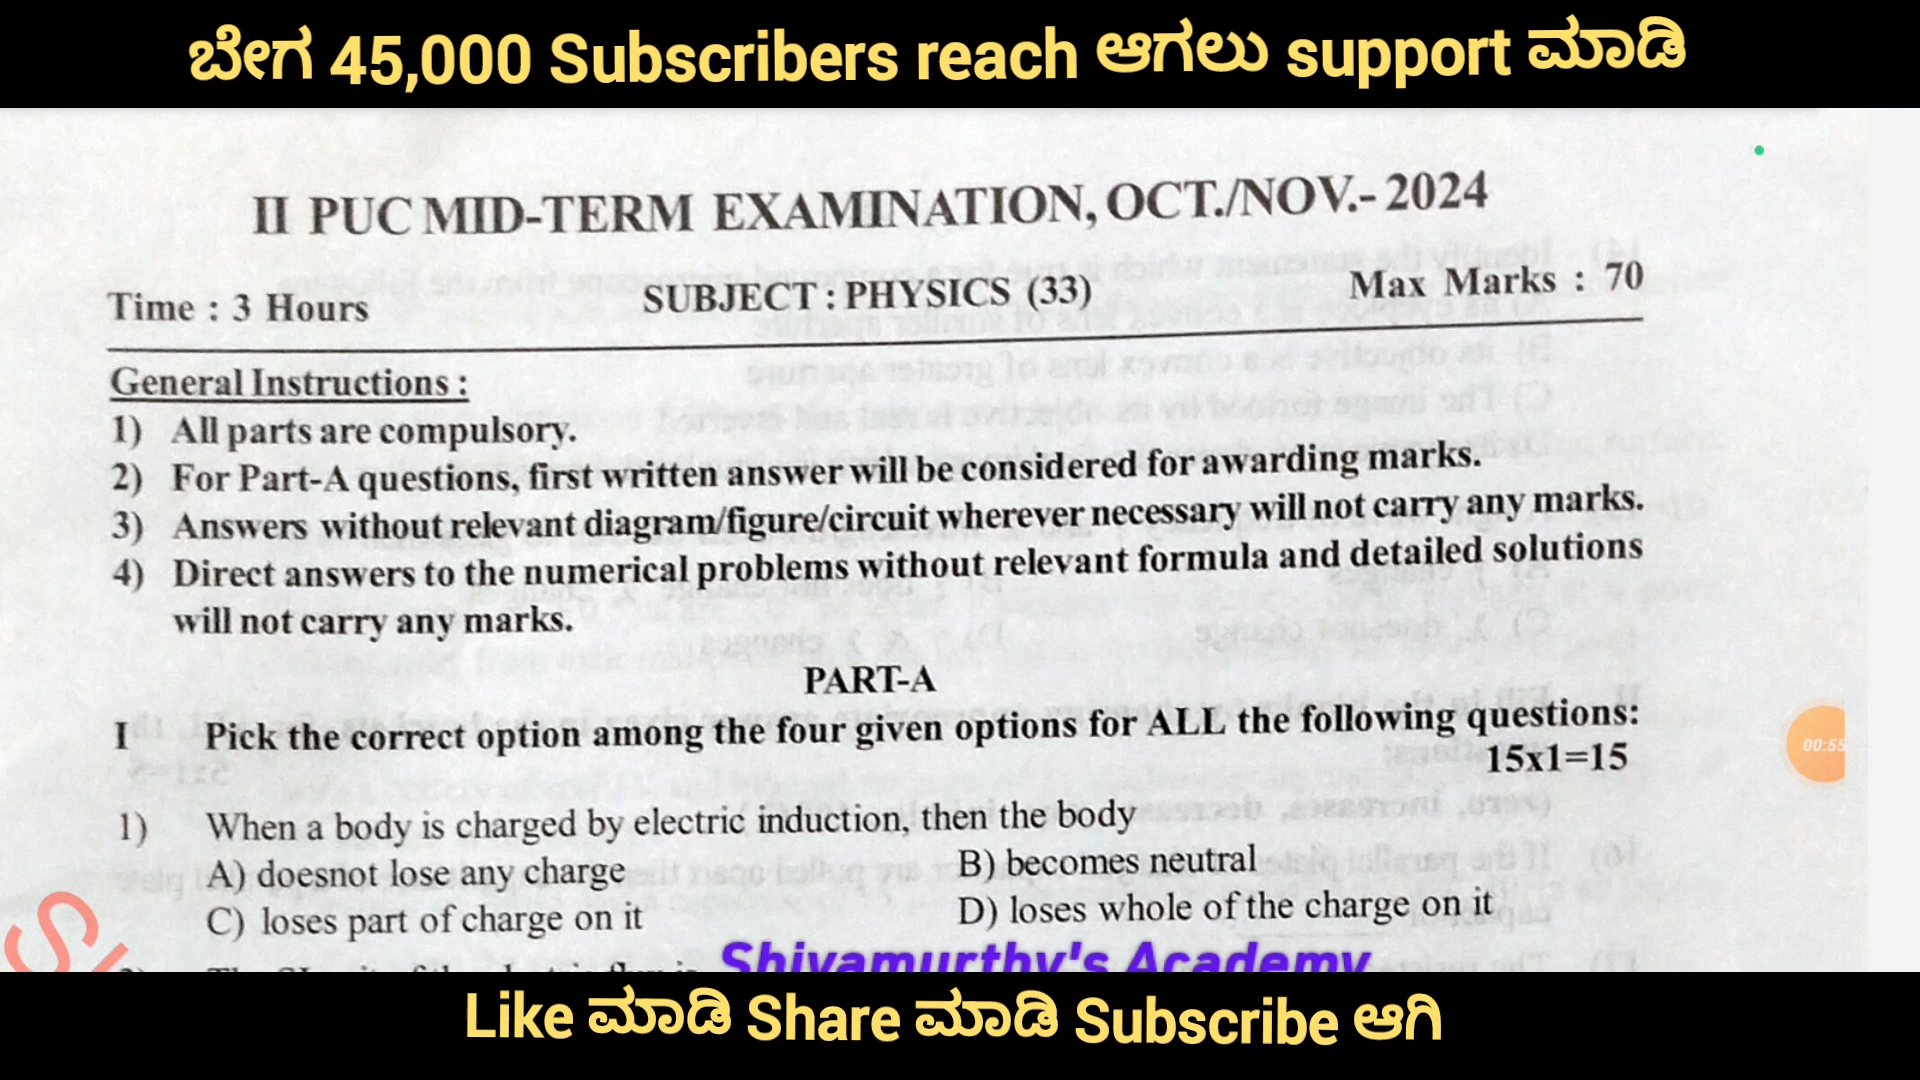 ಬೇಗ 45,000 Subscribers reach ಆಗಲು support ಮಾಡಿ
II PUC MID-TERM EXAMINATION, OCT./NOV.- 2024
Time : 3 Hours SUBJECT : PHYSICS (33) Max Marks : 70
General Instructions :
1) All parts are compulsory.
2) For Part-A questions, first written answer will be considered for awarding marks.
3) Answers without relevant diagram/figure/circuit wherever necessary will not carry any marks.
4) Direct answers to the numerical problems without relevant formula and detailed solutions
will not carry any marks.
PART-A
I Pick the correct option among the four given options for ALL the following questions:
15x1=15
1) When a body is charged by electric induction, then the body
A) doesnot lose any charge B) becomes neutral
C) loses part of charge on it D) loses whole of the charge on it
00:55
Shivamurthy's Academy
Like ಮಾಡಿ Share ಮಾಡಿ Subscribe ಆಗಿ